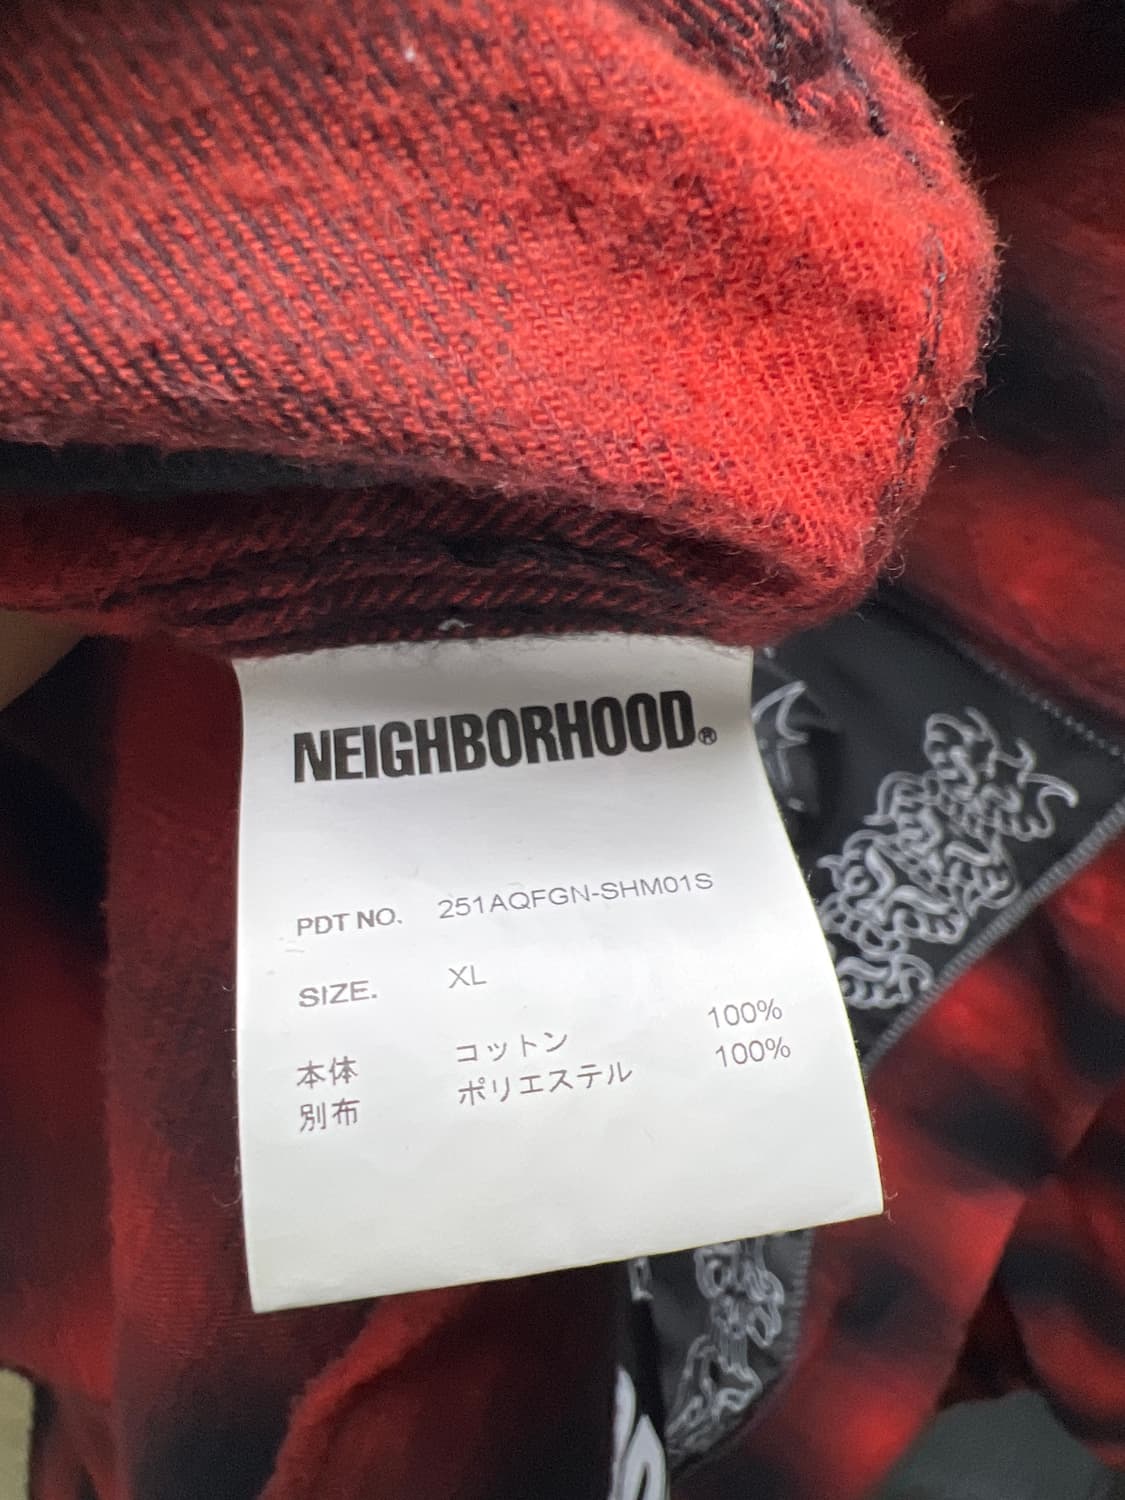 NEIGHBORHOOD.®
PDT NO. 251AQFGN-SHM01S
SIZE. XL
本体 コットン 100%
別布 ポリエステル 100%